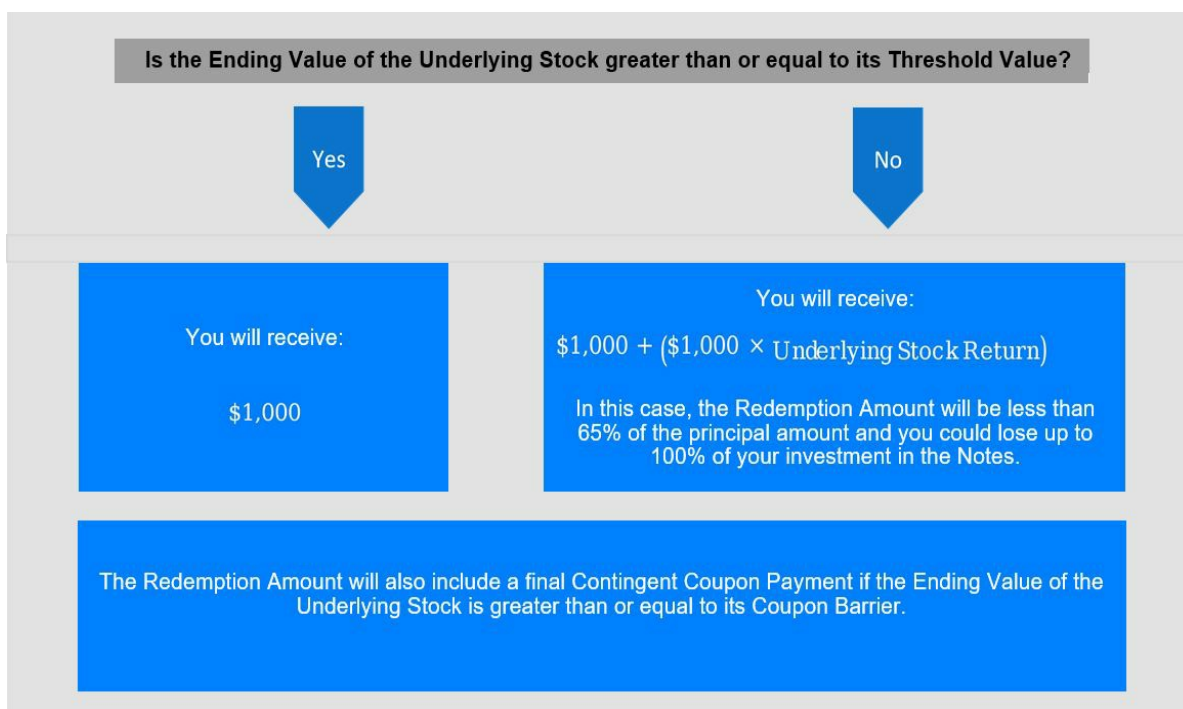 Is the Ending Value of the Underlying Stock greater than or equal to its Threshold Value?
Yes
No
You will receive:
$1,000
You will receive:
$1,000 + ($1,000 × Underlying Stock Return)
In this case, the Redemption Amount will be less than
65% of the principal amount and you could lose up to
100% of your investment in the Notes.
The Redemption Amount will also include a final Contingent Coupon Payment if the Ending Value of the
Underlying Stock is greater than or equal to its Coupon Barrier.